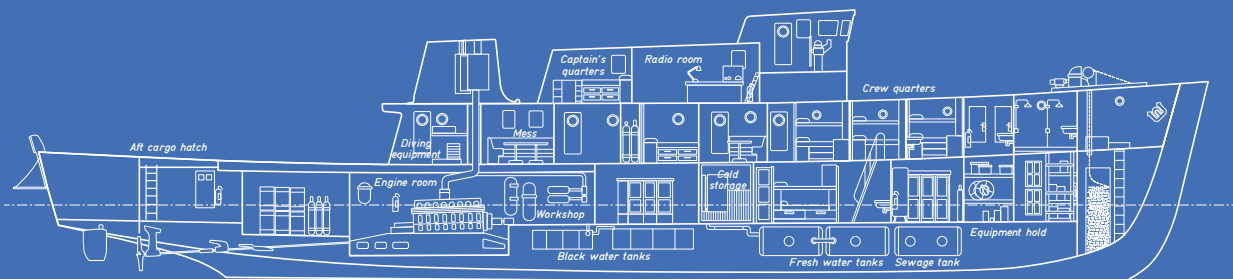 Captain's
quarters
Radio room
Crew quarters
Aft cargo hatch
Diving
equipment
Mess
Engine room
Cold
storage
Workshop
Equipment hold
Black water tanks
Fresh water tanks
Sewage tank